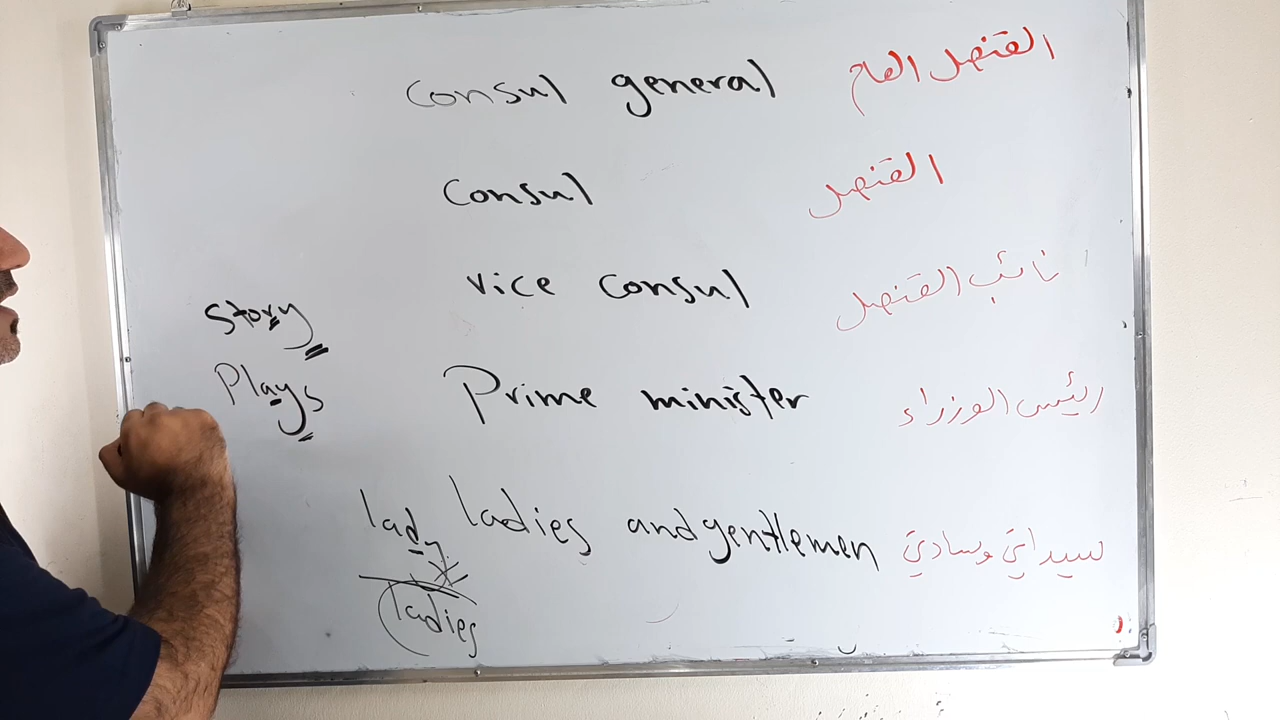 consul general القنصل العام
consul القنصل
vice consul نائب القنصل
story
Plays
Prime minister رئيس الوزراء
lady
ladies and gentlemen سيداتي وسادتي
ladies